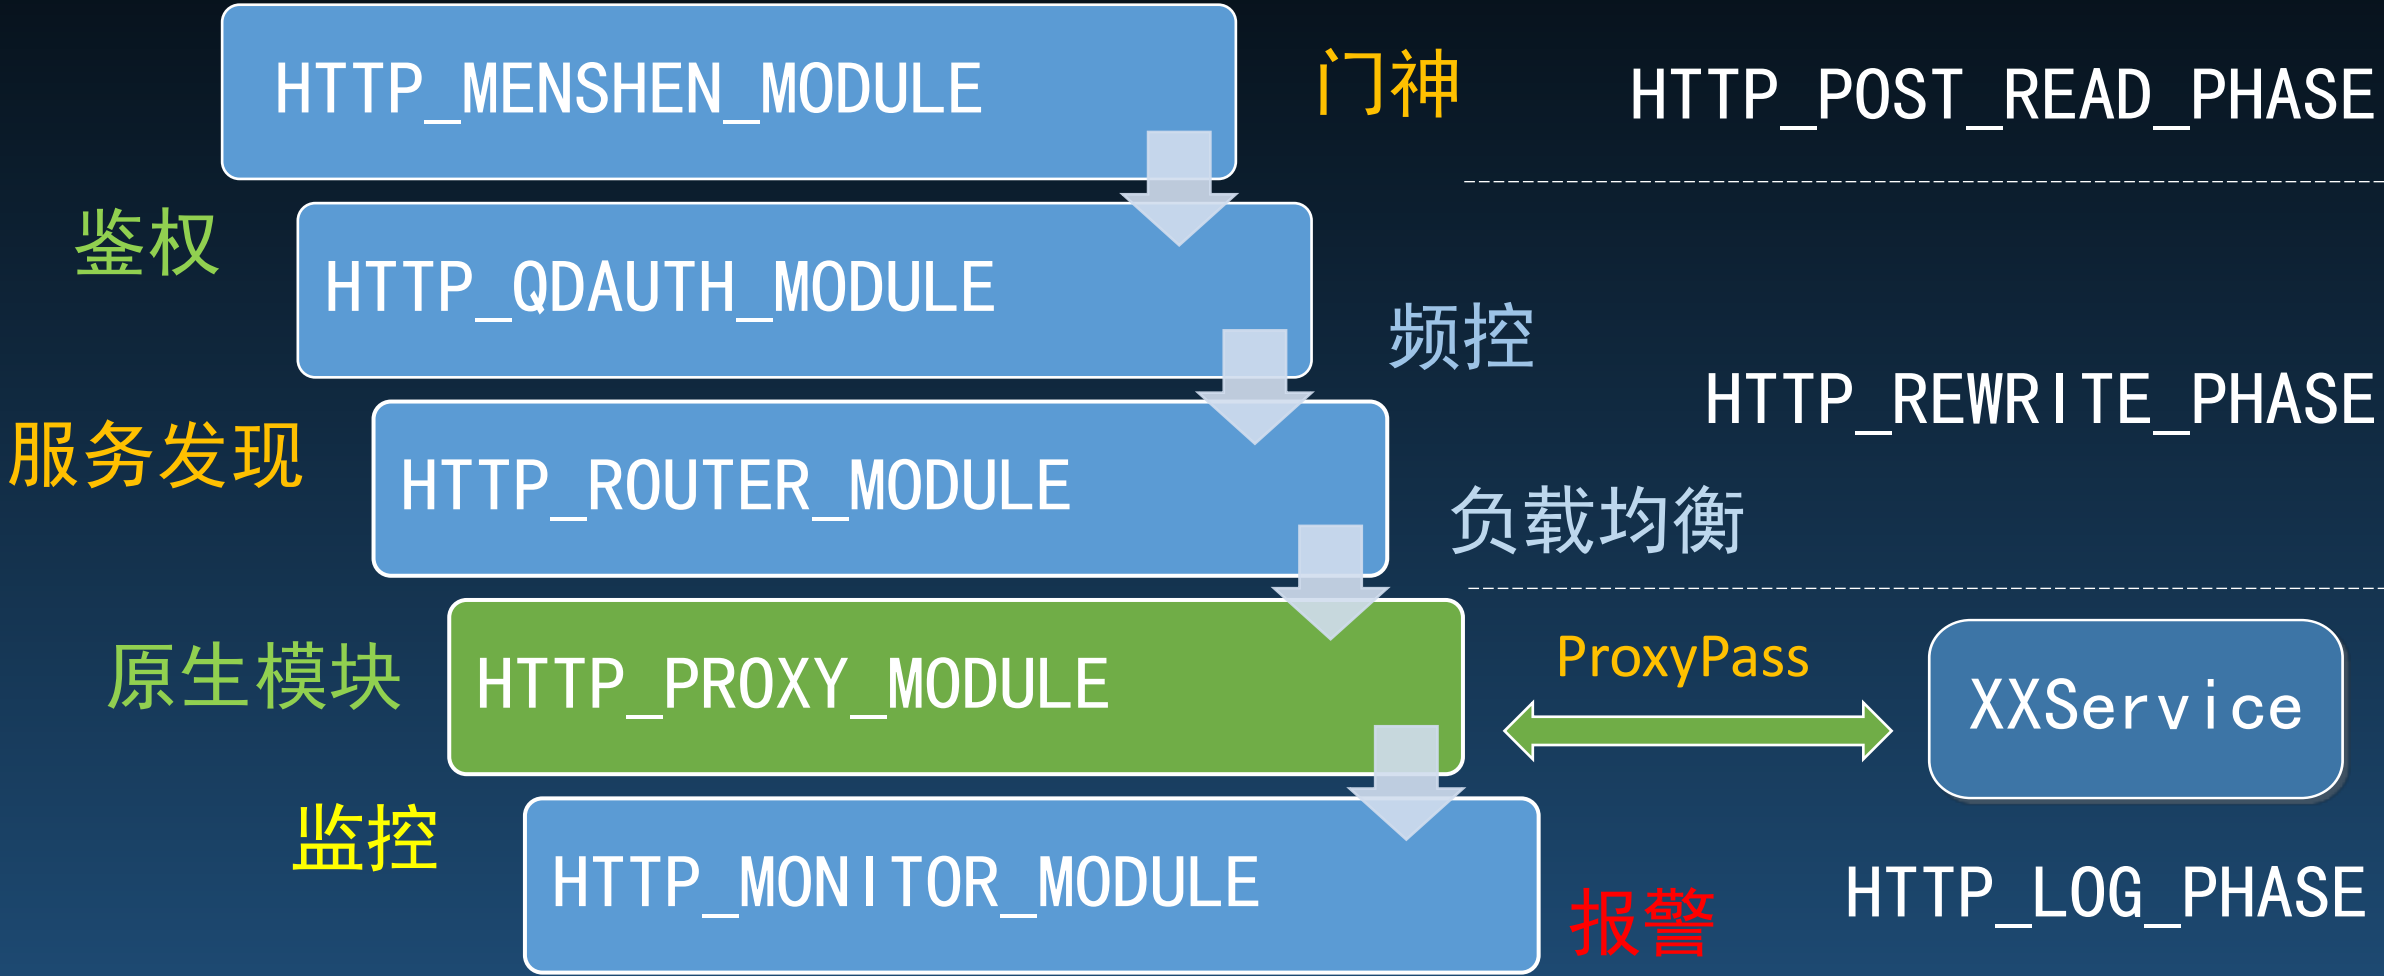 HTTP_MENSHEN_MODULE
门神
HTTP_POST_READ_PHASE
鉴权
HTTP_QDAUTH_MODULE
频控
HTTP_REWRITE_PHASE
服务发现
HTTP_ROUTER_MODULE
负载均衡
原生模块
HTTP_PROXY_MODULE
ProxyPass
XXService
监控
HTTP_MONITOR_MODULE
报警
HTTP_LOG_PHASE